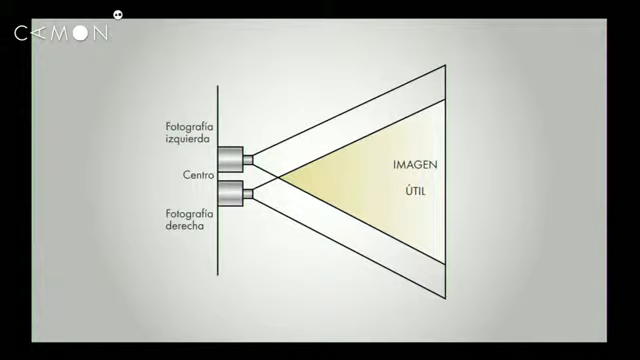 CAMON
Fotografía
izquierda
Centro
Fotografía
derecha
IMAGEN
ÚTIL